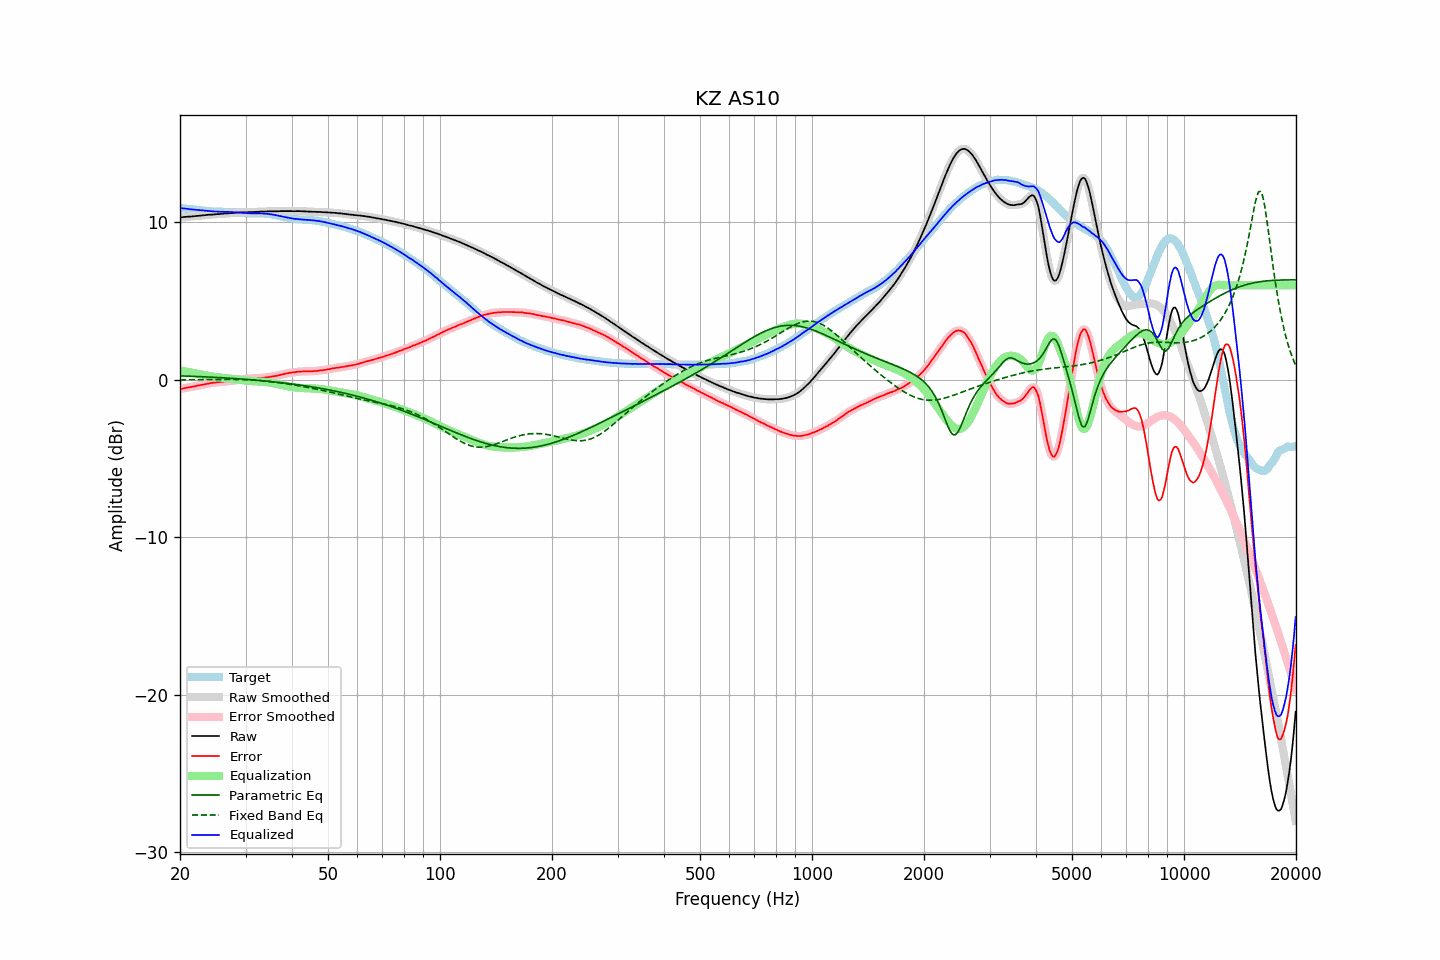 KZ AS10
Amplitude (dBr)
10
0
−10
−20
−30
Target
Raw Smoothed
Error Smoothed
Raw
Error
Equalization
Parametric Eq
Fixed Band Eq
Equalized
20 50 100 200 500 1000 2000 5000 10000 20000
Frequency (Hz)